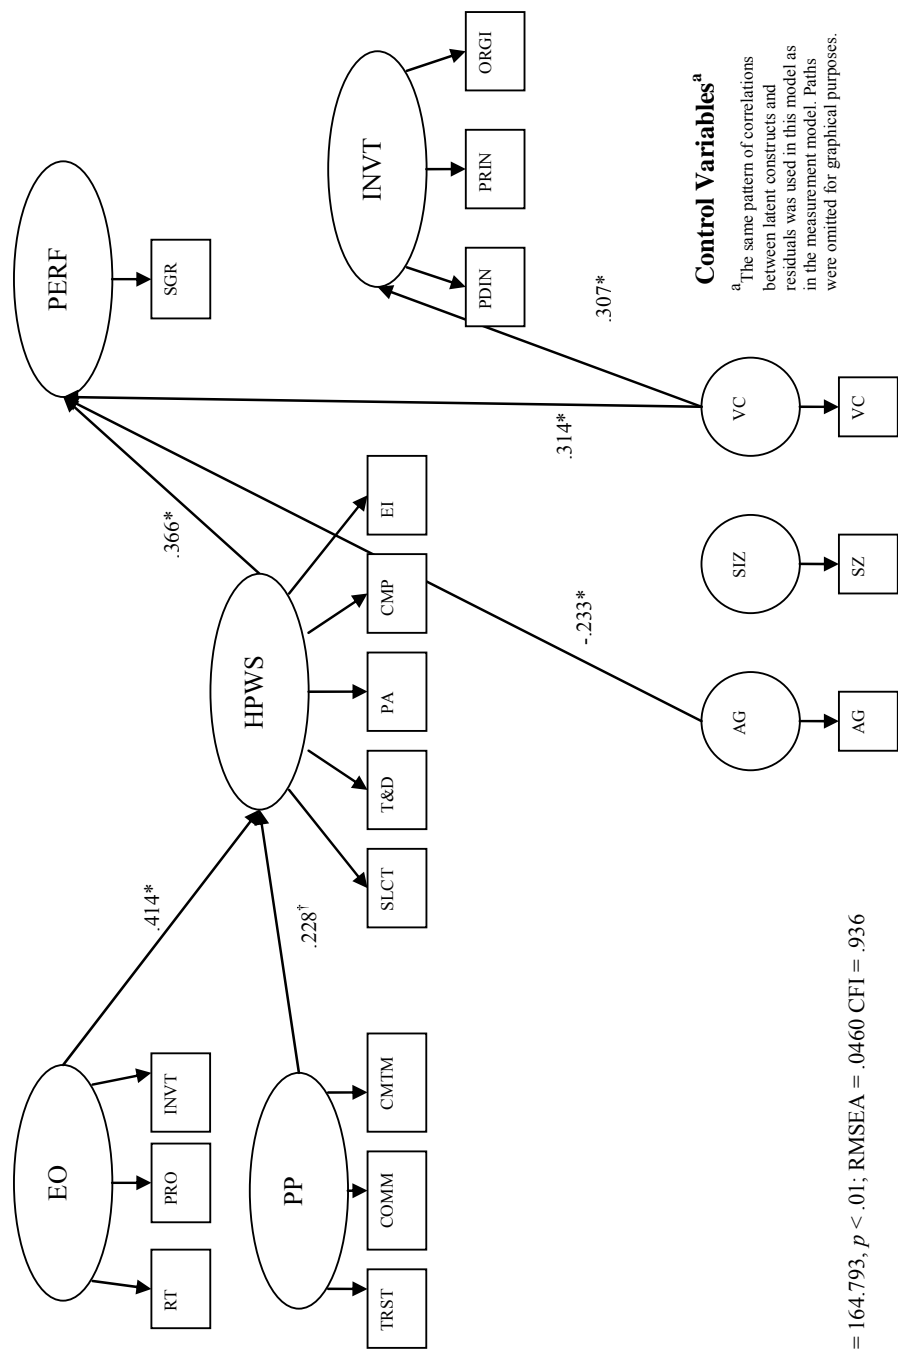 EO
RT
PRO
INVT
.414*
PP
TRST
COMM
CMTM
.228†
HPWS
SLCT
T&D
PA
CMP
EI
.366*
PERF
SGR
INVT
PDIN
PRIN
ORGI
-.233*
.314*
.307*
AG
SIZ
VC
AG
SZ
VC
Control Variablesᵃ
ᵃThe same pattern of correlations
between latent constructs and
residuals was used in this model as
in the measurement model. Paths
were omitted for graphical purposes.
= 164.793, p < .01; RMSEA = .0460 CFI = .936